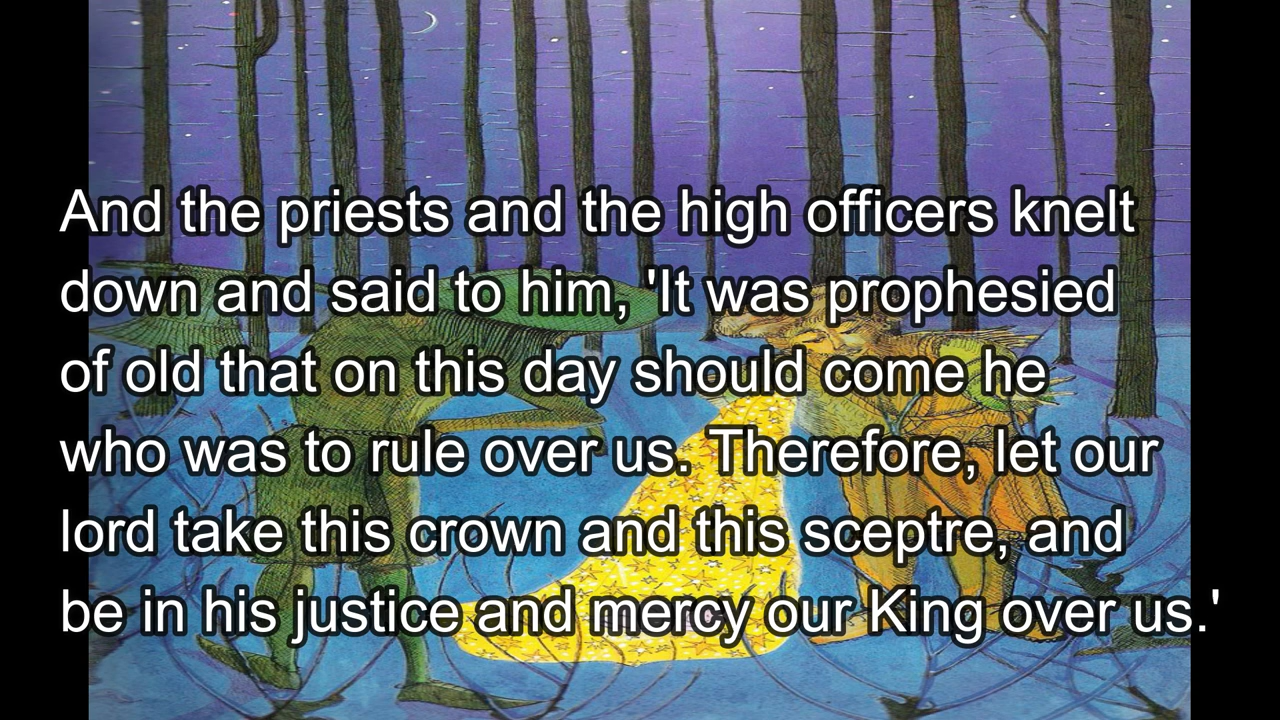 And the priests and the high officers knelt
down and said to him, 'It was prophesied
of old that on this day should come he
who was to rule over us. Therefore, let our
lord take this crown and this sceptre, and
be in his justice and mercy our King over us.'